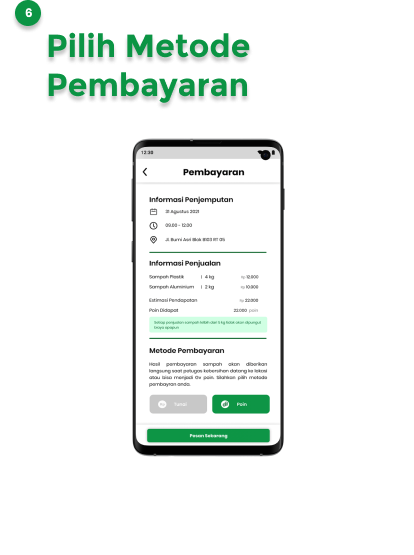 6
Pilih Metode
Pembayaran
12:30
Pembayaran
Informasi Penjemputan
01 Agustus 2021
09.00 - 12.00
Jl. Bumi Asri Blok B103 RT 05
Informasi Penjualan
Sampah Plastik | 4 kg Rp 12.000
Sampah Aluminium | 2 kg Rp 10.000
Estimasi Pendapatan Rp 22.000
Poin Didapat 22.000 poin
Setiap penjualan sampah lebih dari 5 kg tidak akan dipungut
biaya apapun
Metode Pembayaran
Hasil pembayaran sampah akan diberikan
langsung saat petugas kebersihan datang ke lokasi
atau bisa menjadi Go poin. Silahkan pilih metode
pembayran anda.
Tunai Poin
Pesan Sekarang